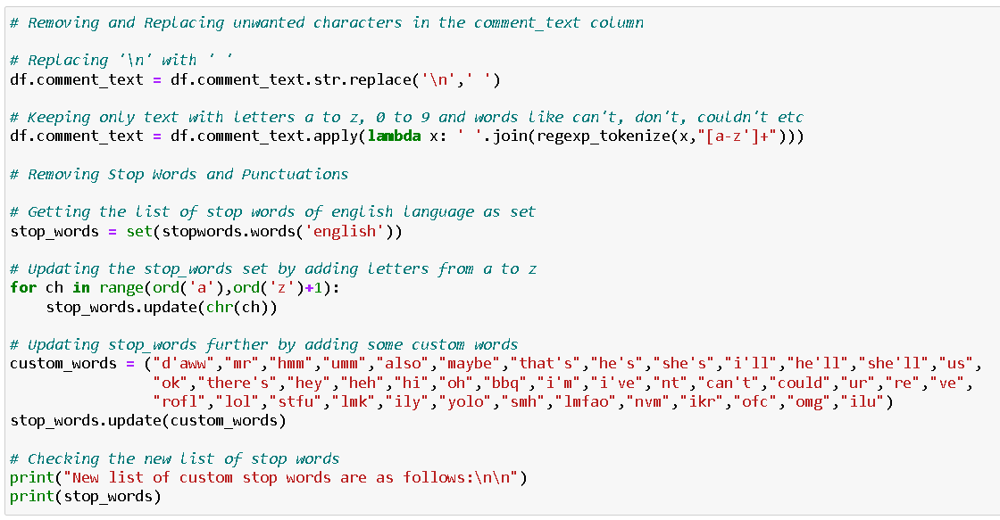 # Removing and Replacing unwanted characters in the comment_text column
# Replacing '\n' with ' '
df.comment_text = df.comment_text.str.replace('\n',' ')
# Keeping only text with letters a to z, 0 to 9 and words like can't, don't, couldn't etc
df.comment_text = df.comment_text.apply(lambda x: ' '.join(regexp_tokenize(x,"[a-z']+")))
# Removing Stop Words and Punctuations
# Getting the list of stop words of english language as set
stop_words = set(stopwords.words('english'))
# Updating the stop_words set by adding letters from a to z
for ch in range(ord('a'),ord('z')+1):
    stop_words.update(chr(ch))
# Updating stop_words further by adding some custom words
custom_words = ("d'aww","mr","hmm","umm","also","maybe","that's","he's","she's","i'll","he'll","she'll","us",
                "ok","there's","hey","heh","hi","oh","bbq","i'm","i've","nt","can't","could","ur","re","ve",
                "rofl","lol","stfu","lmk","ily","yolo","smh","lmfao","nvm","ikr","ofc","omg","ilu")
stop_words.update(custom_words)
# Checking the new list of stop words
print("New list of custom stop words are as follows:\n\n")
print(stop_words)